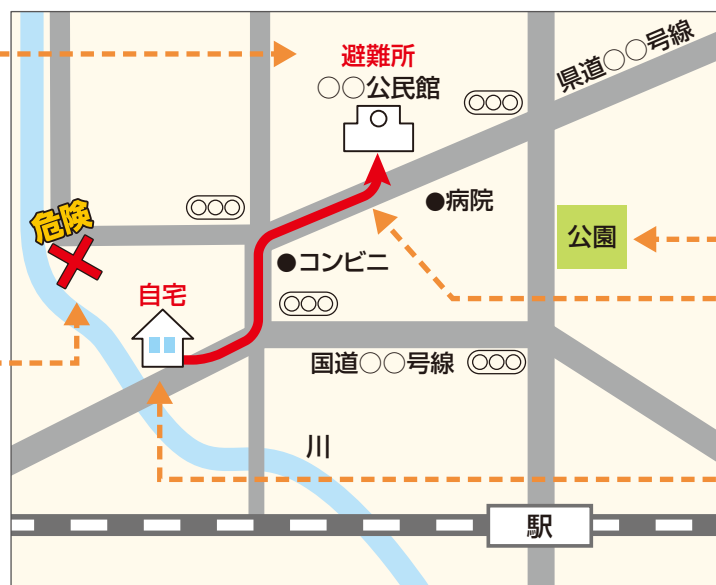 避難所
○○公民館
県道○○号線
●病院
危険
公園
●コンビニ
自宅
国道○○号線
川
駅